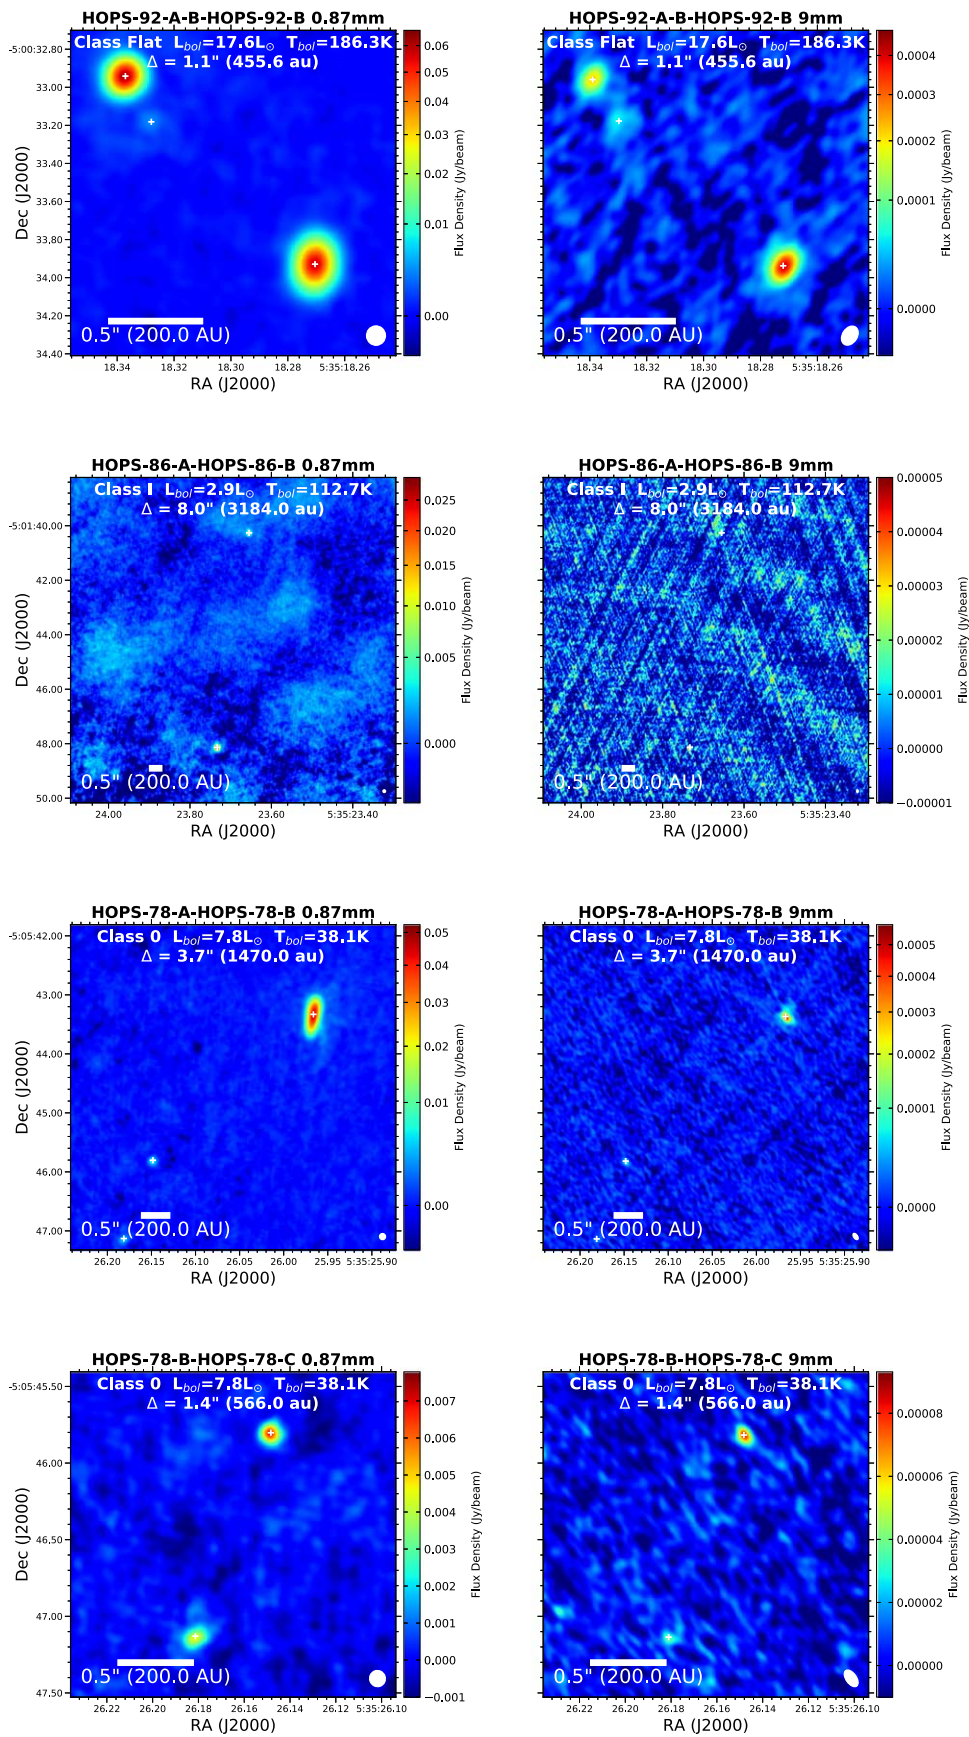 HOPS-92-A-B-HOPS-92-B 0.87mm
Class Flat L_bol=17.6L⊙ T_bol=186.3K
Δ = 1.1" (455.6 au)
-5:00:32.80
33.00
33.20
33.40
33.60
33.80
34.00
34.20
34.40
Dec (J2000)
0.5" (200.0 AU)
18.34
18.30
18.28
5:35:18.26
RA (J2000)
0.06
0.05
0.04
0.03
0.02
0.01
0.00
Flux Density (Jy/beam)
HOPS-92-A-B-HOPS-92-B 9mm
Class Flat L_bol=17.6L⊙ T_bol=186.3K
Δ = 1.1" (455.6 au)
0.5" (200.0 AU)
18.34
18.30
18.28
5:35:18.26
RA (J2000)
0.0004
0.0003
0.0002
0.0001
0.0000
Flux Density (Jy/beam)
HOPS-86-A-HOPS-86-B 0.87mm
Class I L_bol=2.9L⊙ T_bol=112.7K
Δ = 8.0" (3184.0 au)
-5:01:40.00
42.00
44.00
46.00
48.00
50.00
Dec (J2000)
0.5" (200.0 AU)
24.00
23.80
23.60
5:35:23.40
RA (J2000)
0.025
0.020
0.015
0.010
0.005
0.000
Flux Density (Jy/beam)
HOPS-86-A-HOPS-86-B 9mm
Class I L_bol=2.9L⊙ T_bol=112.7K
Δ = 8.0" (3184.0 au)
0.5" (200.0 AU)
24.00
23.80
23.60
5:35:23.40
RA (J2000)
0.00005
0.00004
0.00003
0.00002
0.00001
0.00000
−0.00001
Flux Density (Jy/beam)
HOPS-78-A-HOPS-78-B 0.87mm
Class 0 L_bol=7.8L⊙ T_bol=38.1K
Δ = 3.7" (1470.0 au)
-5:05:42.00
43.00
44.00
45.00
46.00
47.00
Dec (J2000)
0.5" (200.0 AU)
26.20
26.15
26.10
26.05
26.00
25.95
5:35:25.90
RA (J2000)
0.05
0.04
0.03
0.02
0.01
0.00
Flux Density (Jy/beam)
HOPS-78-A-HOPS-78-B 9mm
Class 0 L_bol=7.8L⊙ T_bol=38.1K
Δ = 3.7" (1470.0 au)
0.5" (200.0 AU)
26.20
26.15
26.10
26.05
26.00
25.95
5:35:25.90
RA (J2000)
0.0005
0.0004
0.0003
0.0002
0.0001
0.0000
Flux Density (Jy/beam)
HOPS-78-B-HOPS-78-C 0.87mm
Class 0 L_bol=7.8L⊙ T_bol=38.1K
Δ = 1.4" (566.0 au)
-5:05:45.50
46.00
46.50
47.00
47.50
Dec (J2000)
0.5" (200.0 AU)
26.22
26.20
26.18
26.16
26.14
26.12
5:35:26.10
RA (J2000)
0.007
0.006
0.005
0.004
0.003
0.002
0.001
0.000
−0.001
Flux Density (Jy/beam)
HOPS-78-B-HOPS-78-C 9mm
Class 0 L_bol=7.8L⊙ T_bol=38.1K
Δ = 1.4" (566.0 au)
0.5" (200.0 AU)
26.22
26.20
26.18
26.16
26.14
26.12
5:35:26.10
RA (J2000)
0.00008
0.00006
0.00004
0.00002
0.00000
Flux Density (Jy/beam)